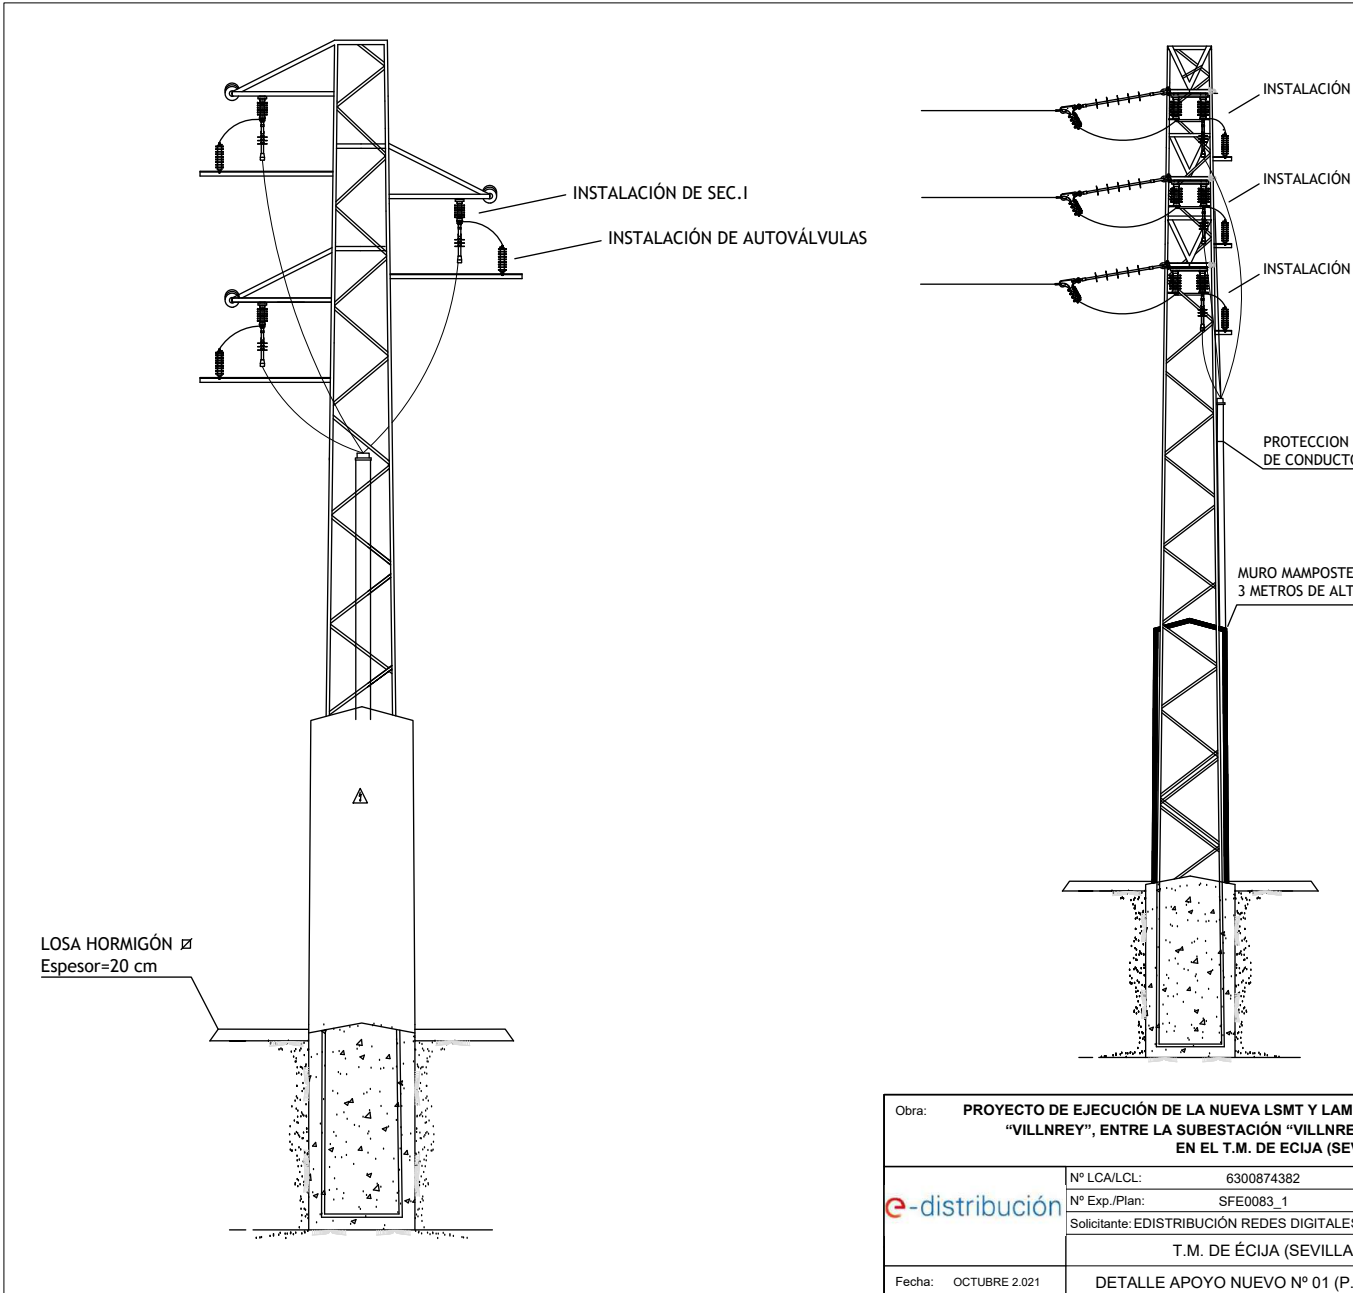 INSTALACIÓN DE SEC.I
INSTALACIÓN DE AUTOVÁLVULAS
LOSA HORMIGÓN
Espesor=20 cm
INSTALACIÓN
INSTALACIÓN
INSTALACIÓN
PROTECCION
DE CONDUCTO
MURO MAMPOSTE
3 METROS DE ALT
Obra: PROYECTO DE EJECUCIÓN DE LA NUEVA LSMT Y LAM
“VILLNREY”, ENTRE LA SUBESTACIÓN “VILLNRE
EN EL T.M. DE ECIJA (SEV
e-distribución
Nº LCA/LCL: 6300874382
Nº Exp./Plan: SFE0083_1
Solicitante: EDISTRIBUCIÓN REDES DIGITALES
T.M. DE ÉCIJA (SEVILLA
Fecha: OCTUBRE 2.021
DETALLE APOYO NUEVO Nº 01 (P.